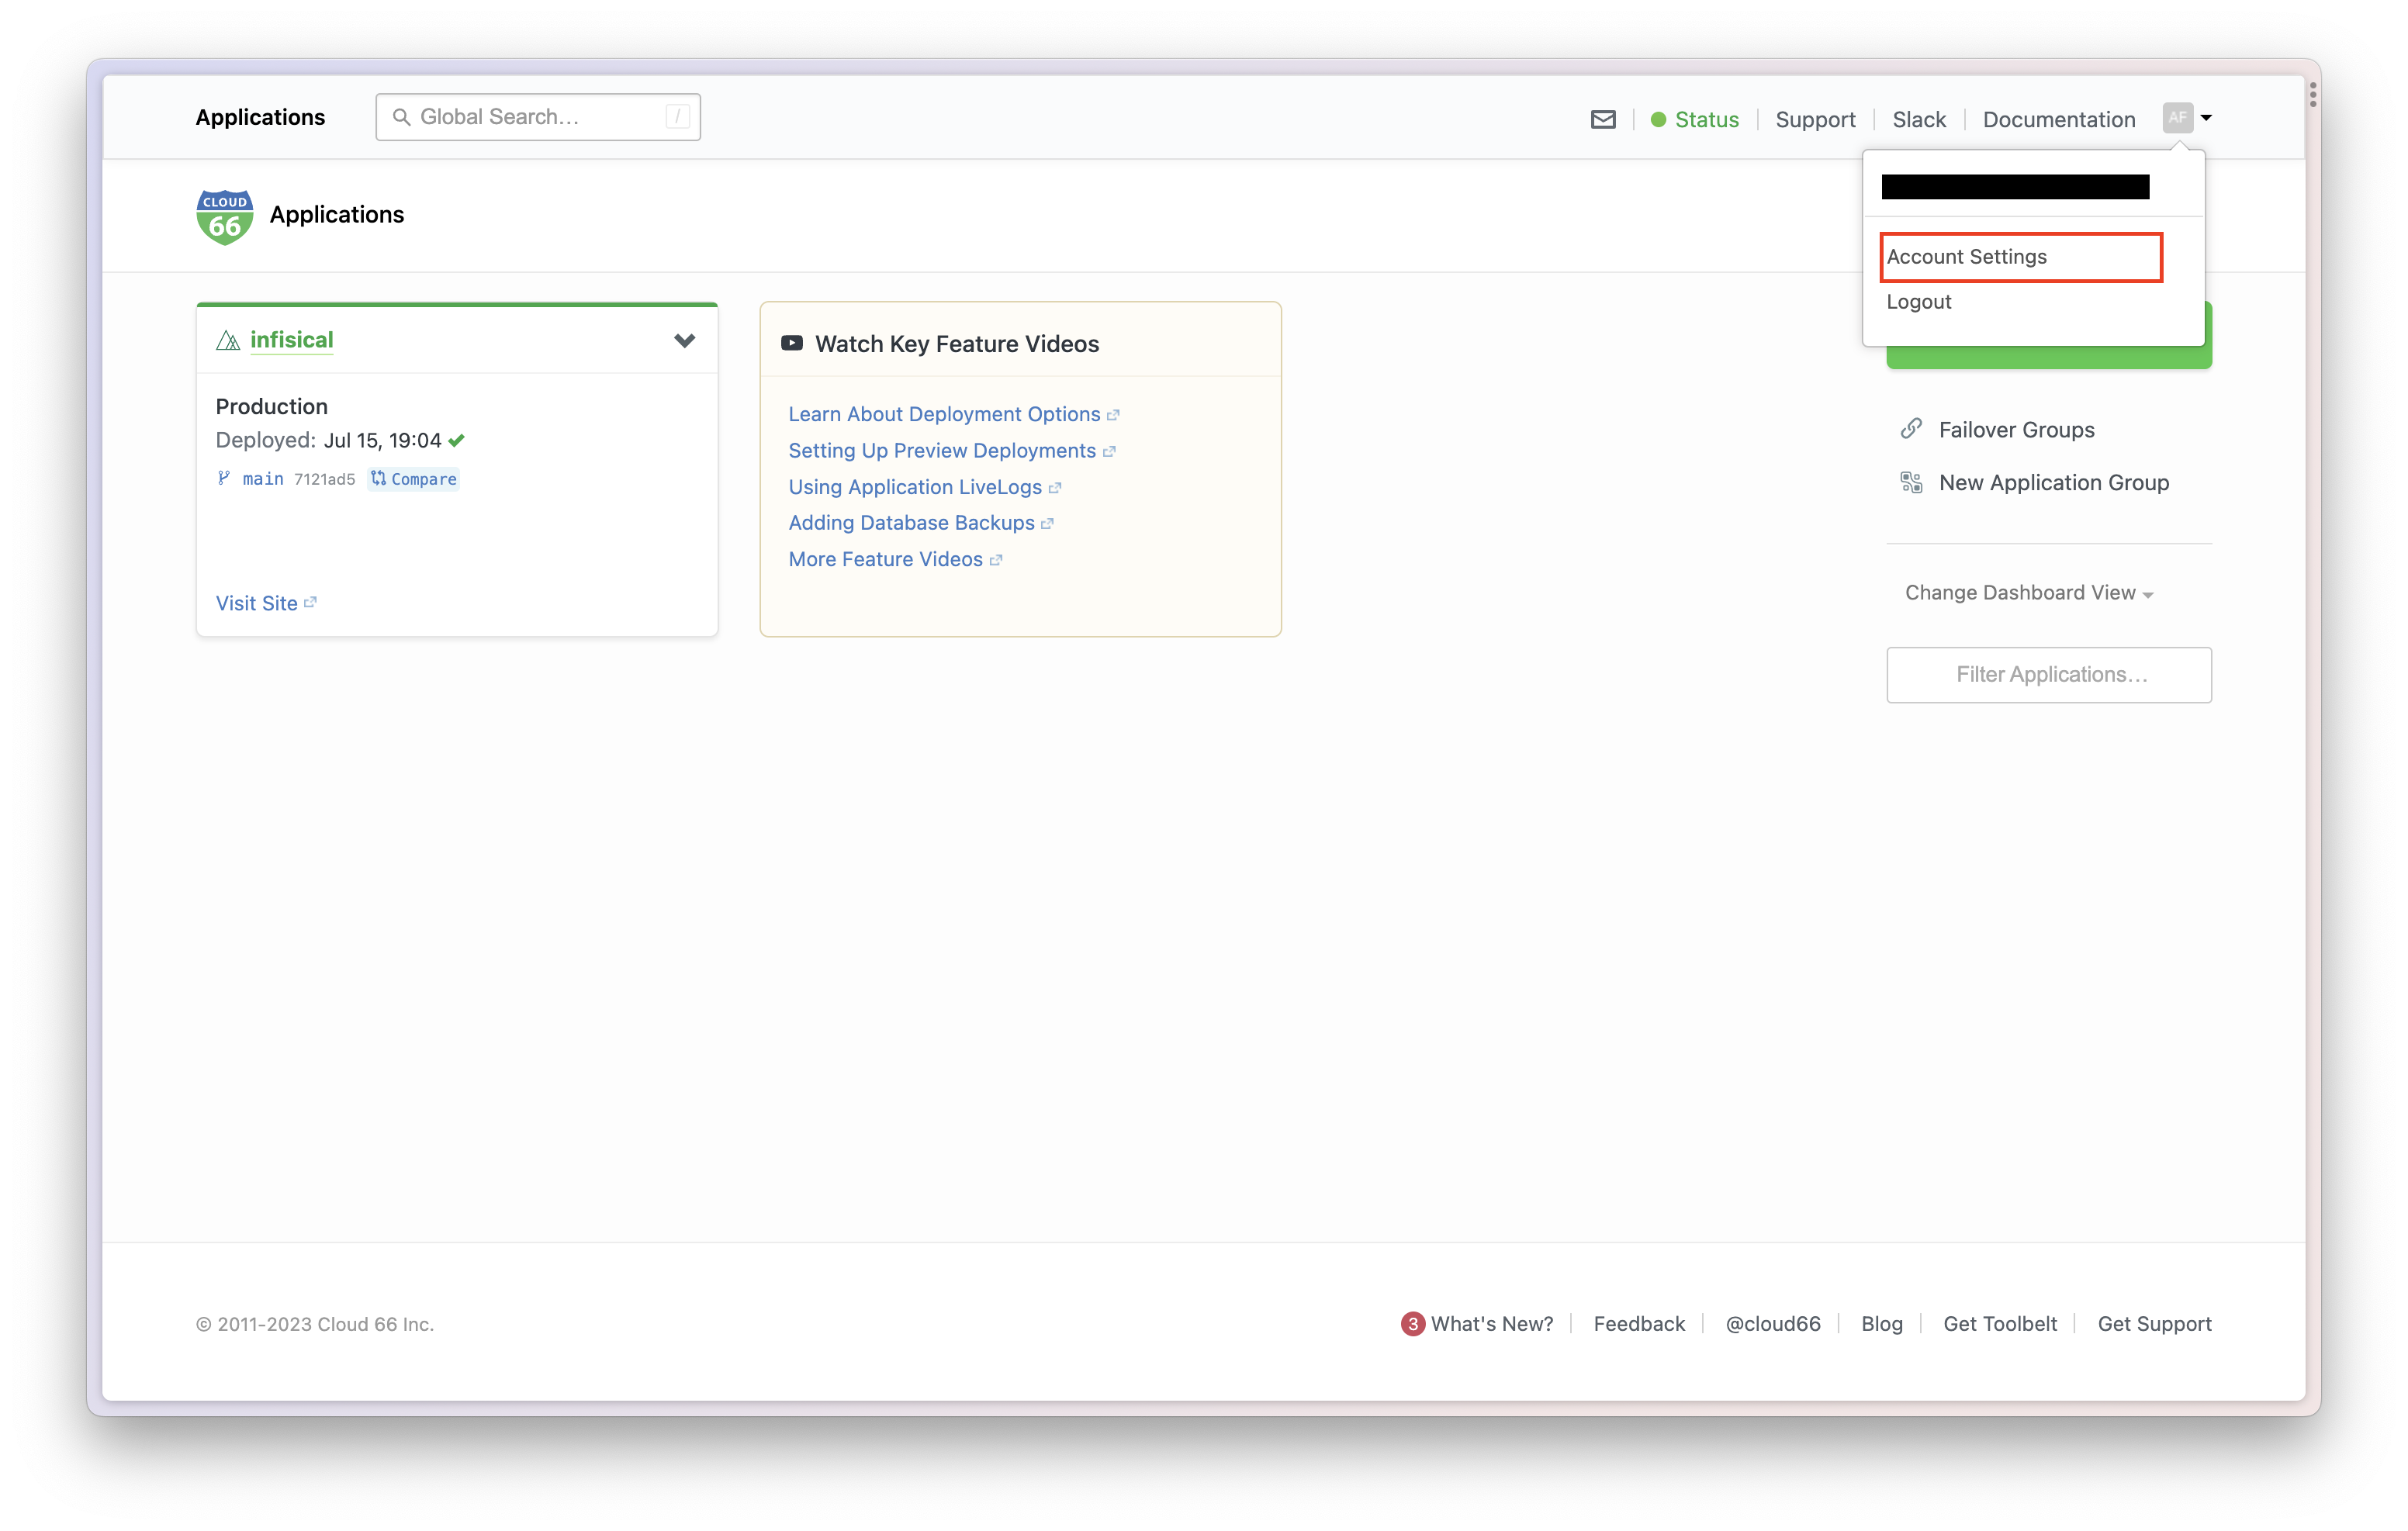 Applications
Global Search...
/
Status
Support
Slack
Documentation
AF
CLOUD
66
Applications
Account Settings
Logout
infisical
Production
Deployed: Jul 15, 19:04
main 7121ad5 Compare
Visit Site
Watch Key Feature Videos
Learn About Deployment Options
Setting Up Preview Deployments
Using Application LiveLogs
Adding Database Backups
More Feature Videos
Failover Groups
New Application Group
Change Dashboard View
Filter Applications...
© 2011-2023 Cloud 66 Inc.
3 What's New?
Feedback
@cloud66
Blog
Get Toolbelt
Get Support